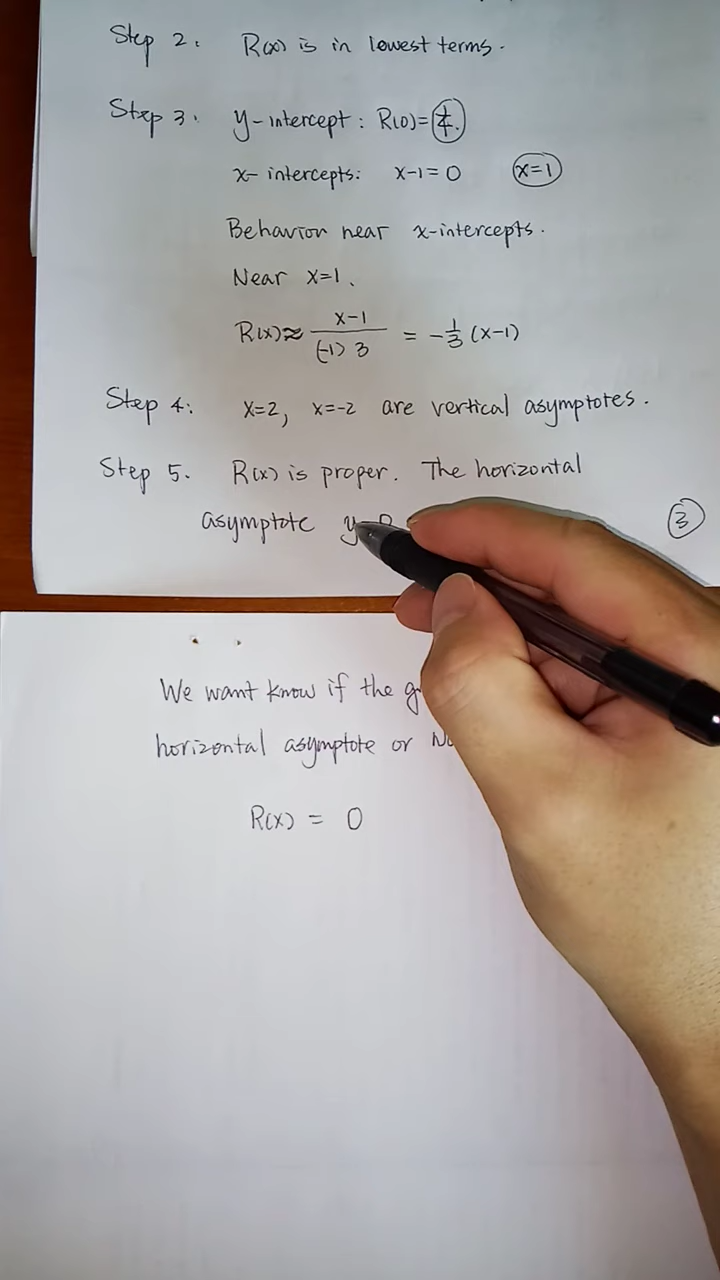 Step 2. R(x) is in lowest terms.
Step 3. y-intercept: R(0)=1/4.
x-intercepts: x-1=0 x=1
Behavior near x-intercepts.
Near x=1.
R(x)≈ x-1 / (-1) 3 = -1/3 (x-1)
Step 4: x=2, x=-2 are vertical asymptotes.
Step 5. R(x) is proper. The horizontal
asymptote y=0
3
We want know if the
horizontal asymptote or
R(x) = 0